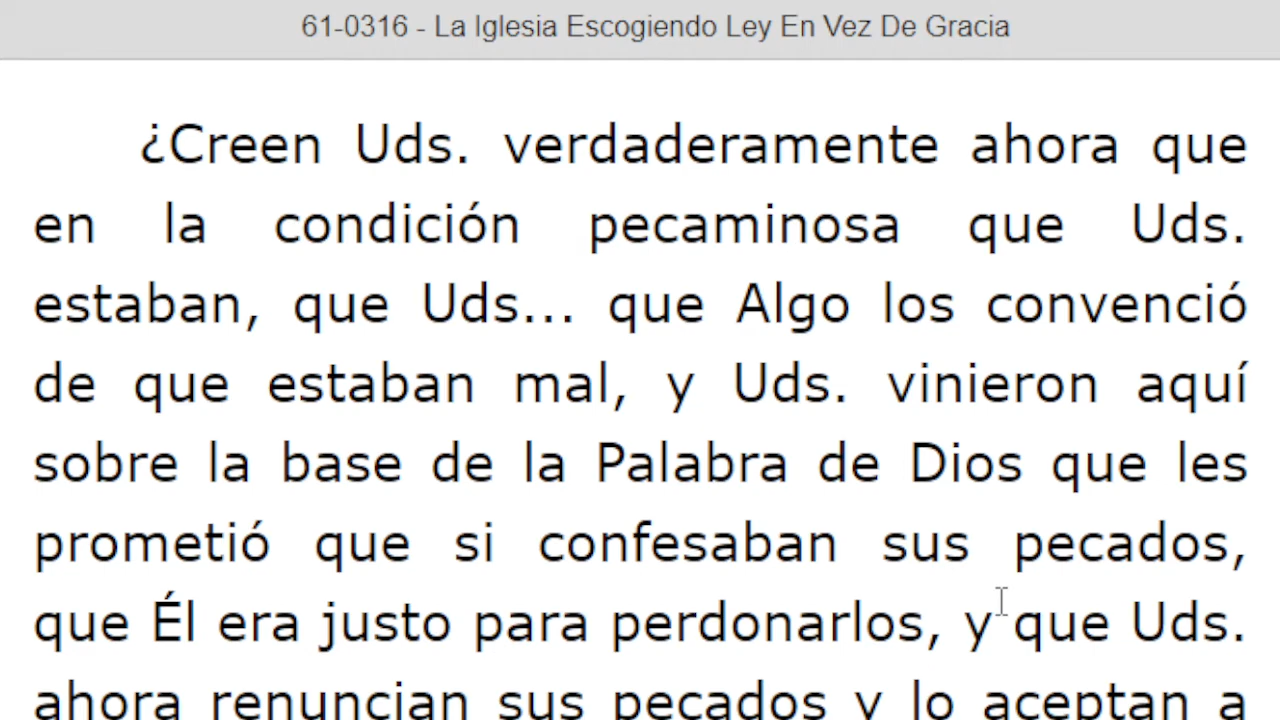 61-0316 - La Iglesia Escogiendo Ley En Vez De Gracia
¿Creen Uds. verdaderamente ahora que
en la condición pecaminosa que Uds.
estaban, que Uds... que Algo los convenció
de que estaban mal, y Uds. vinieron aquí
sobre la base de la Palabra de Dios que les
prometió que si confesaban sus pecados,
que Él era justo para perdonarlos, y que Uds.
ahora renuncian sus pecados y lo aceptan a